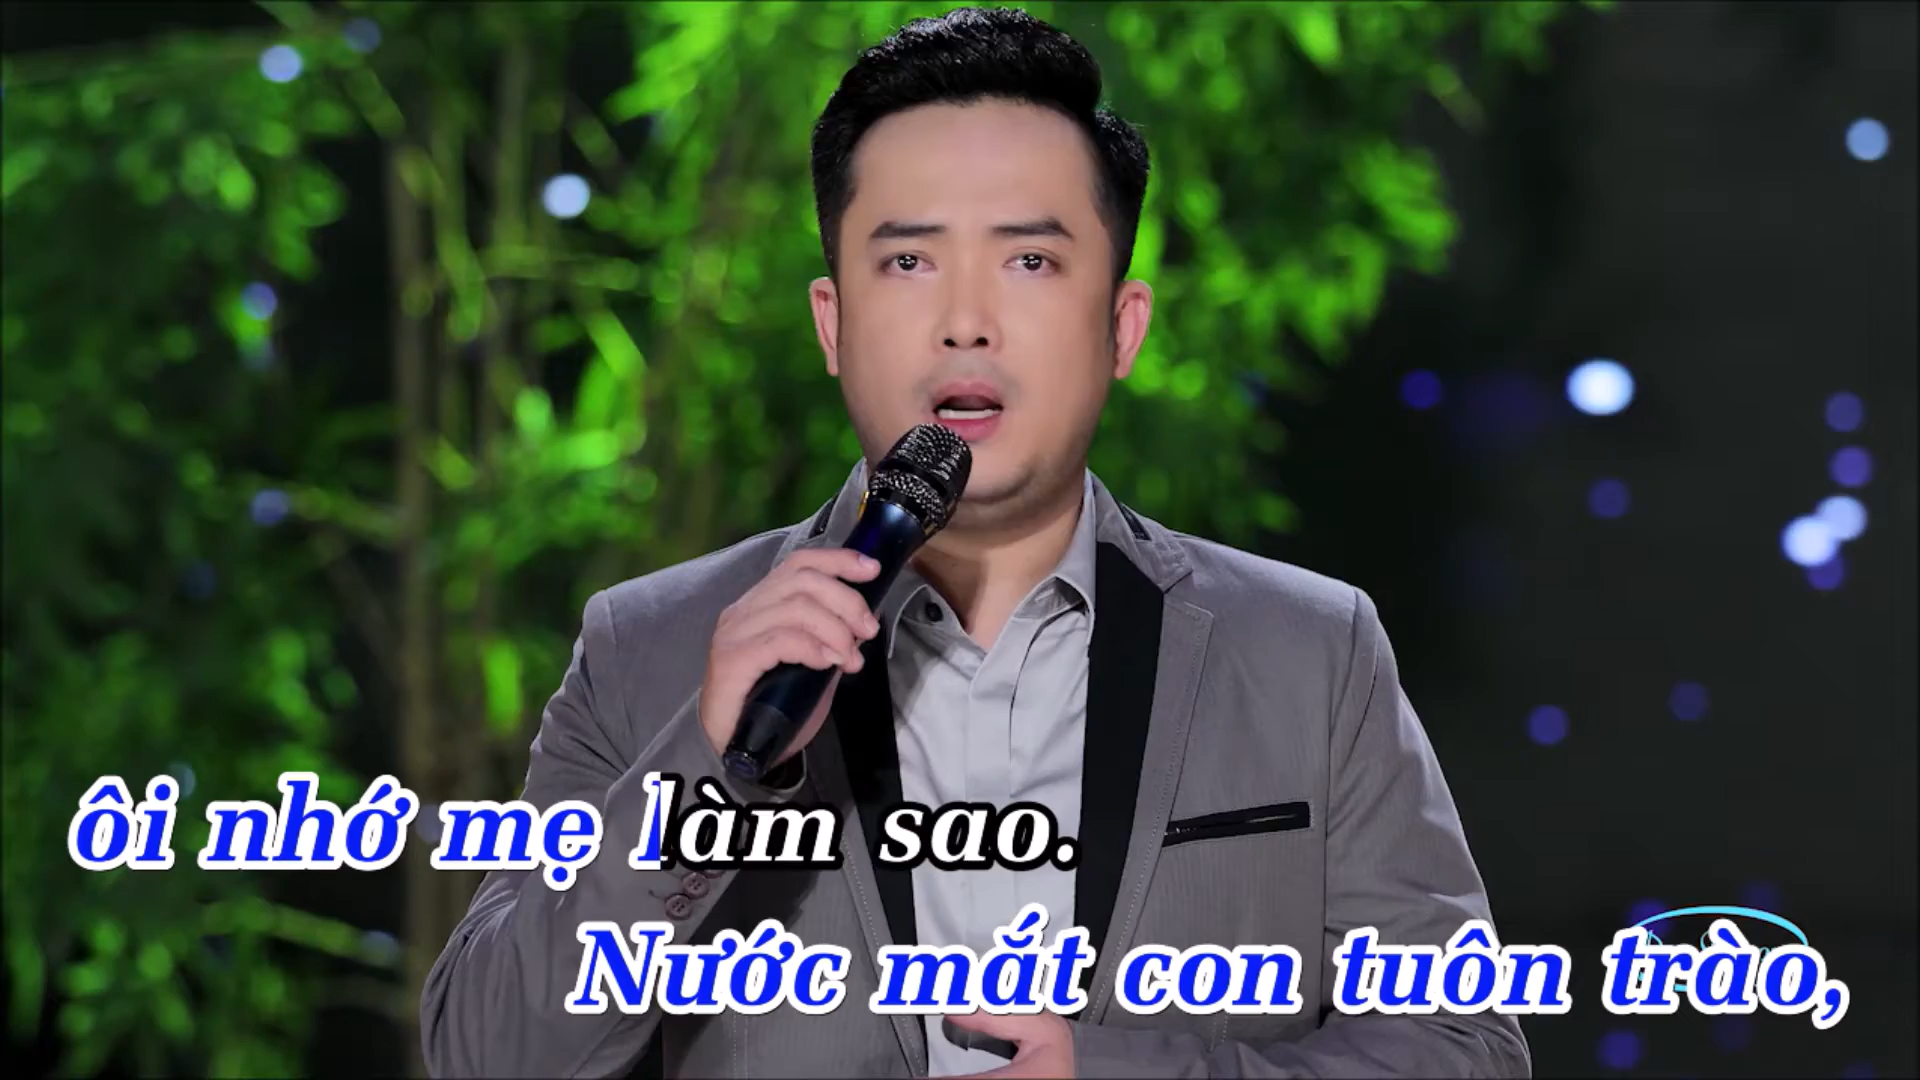 ôi nhớ mẹ làm sao.
Nước mắt con tuôn trào,